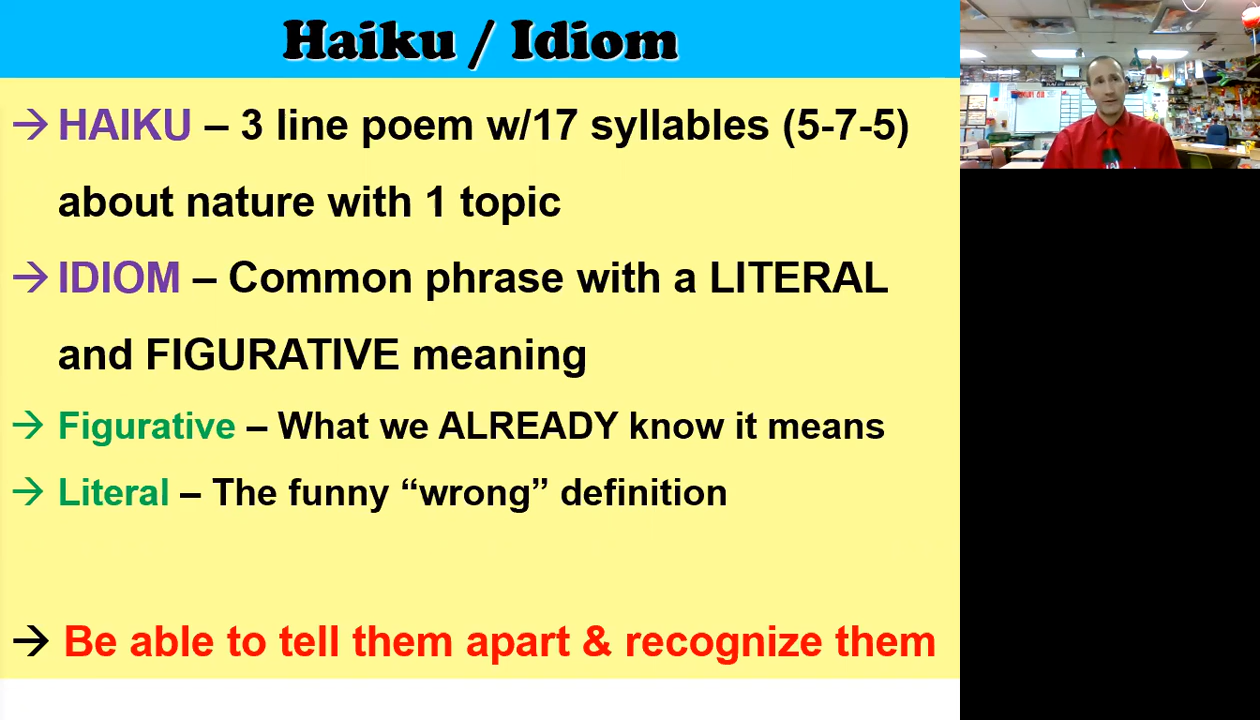 Haiku / Idiom
→ HAIKU – 3 line poem w/17 syllables (5-7-5)
about nature with 1 topic
→ IDIOM – Common phrase with a LITERAL
and FIGURATIVE meaning
→ Figurative – What we ALREADY know it means
→ Literal – The funny “wrong” definition
→ Be able to tell them apart & recognize them